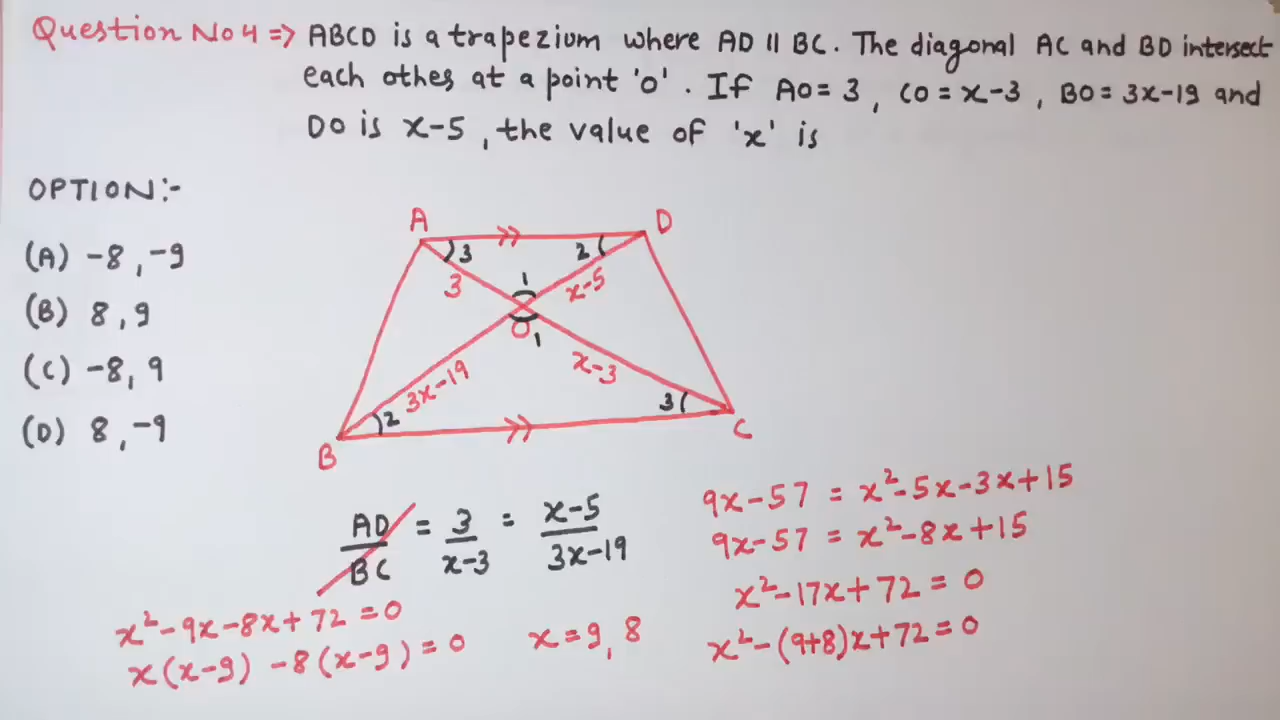 Question No 4 => ABCD is a trapezium where AD || BC. The diagonal AC and BD intersect
each othes at a point 'O'. If AO = 3, CO = x-3, BO = 3x-19 and
DO is x-5, the value of 'x' is
OPTION:-
(A) -8, -9
(B) 8, 9
(C) -8, 9
(D) 8, -9
A D
3 2
3 1 x-5
O 1
3x-19 x-3
2 3
B C
AD/BC = 3/x-3 = x-5/3x-19
9x-57 = x²-5x-3x+15
9x-57 = x²-8x+15
x²-17x+72=0
x²-(9+8)x+72=0
x²-9x-8x+72=0
x(x-9)-8(x-9)=0
x=9,8